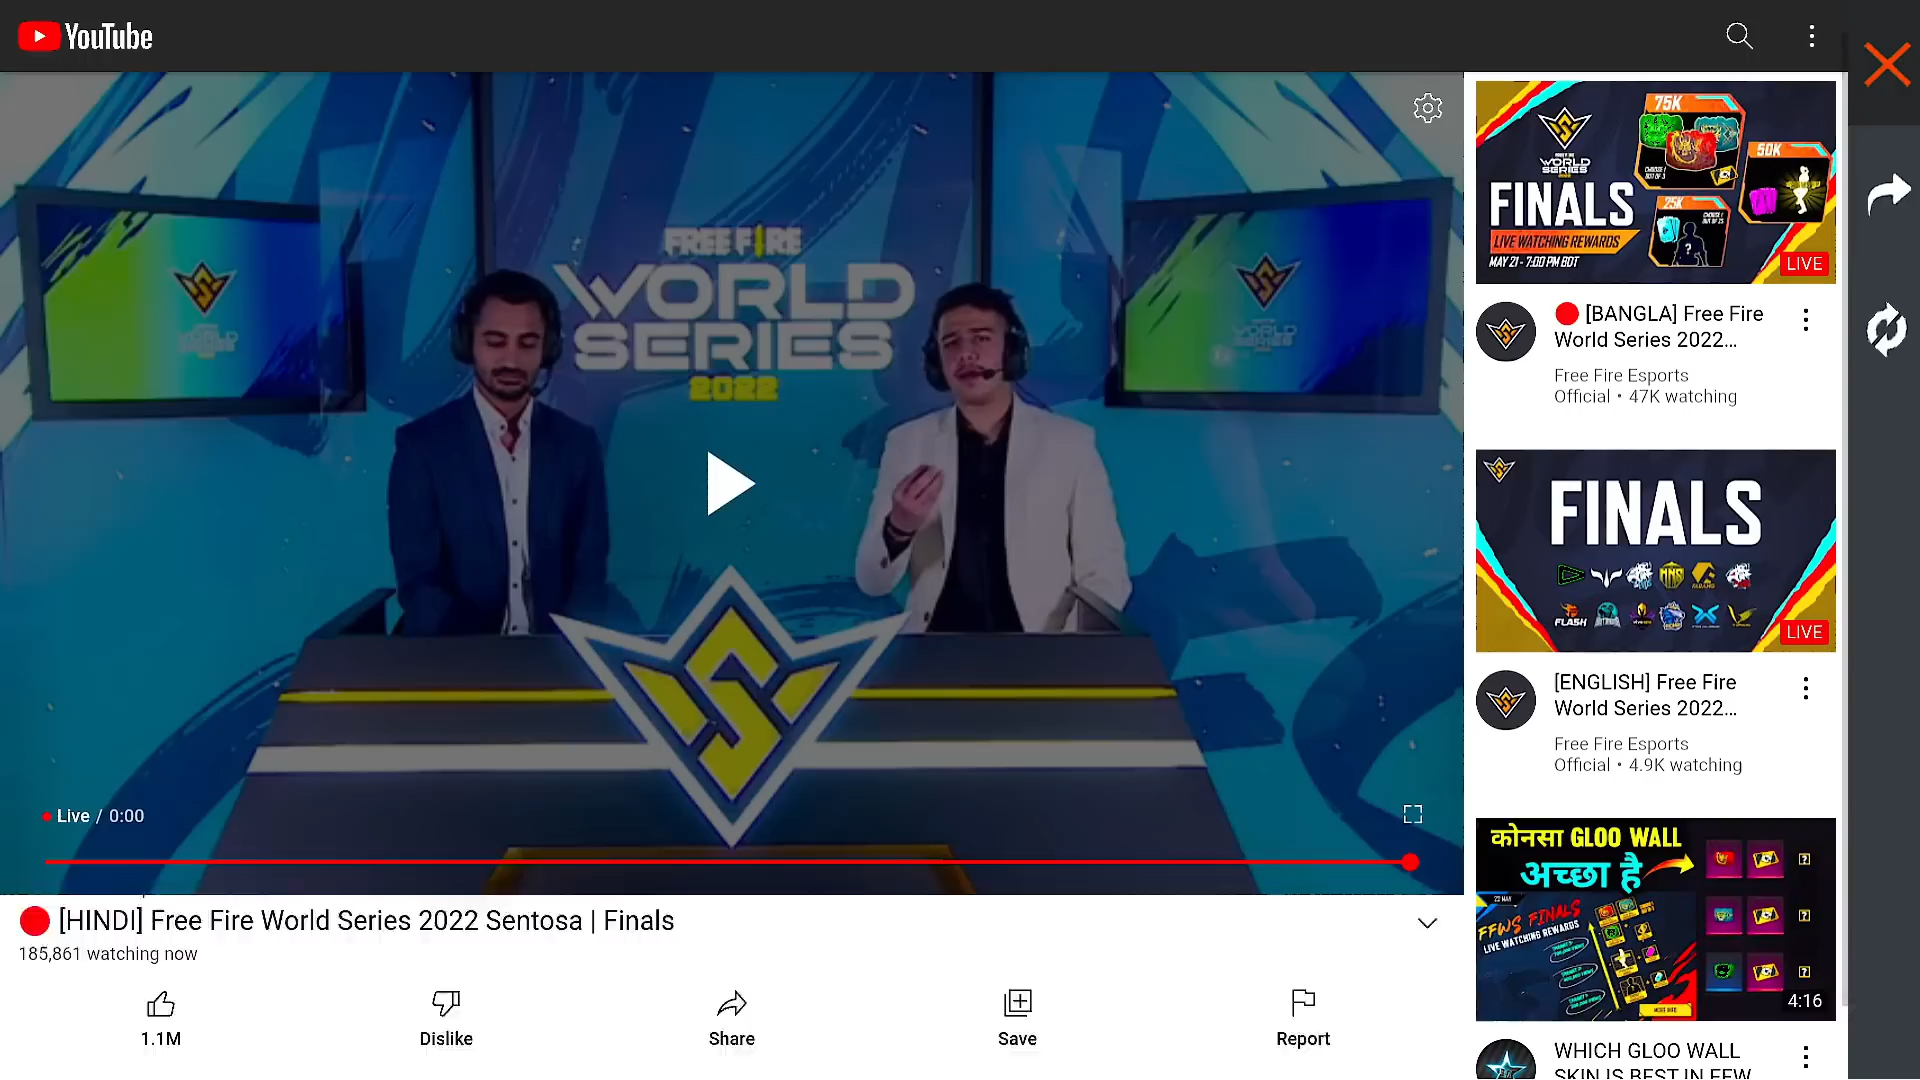 YouTube
FREE FIRE
WORLD
SERIES
2022
Live / 0:00
[HINDI] Free Fire World Series 2022 Sentosa | Finals
185,861 watching now
1.1M
Dislike
Share
Save
Report
75K
50K
25K
WORLD
SERIES
FINALS
LIVE WATCHING REWARDS
MAY 21 - 7:00 PM BDT
LIVE
[BANGLA] Free Fire
World Series 2022...
Free Fire Esports
Official • 47K watching
FINALS
FLASH
LIVE
[ENGLISH] Free Fire
World Series 2022...
Free Fire Esports
Official • 4.9K watching
कोनसा GLOO WALL
अच्छा है
FFWS FINALS
LIVE WATCHING REWARDS
4:16
WHICH GLOO WALL
SKIN IS BEST IN FFW